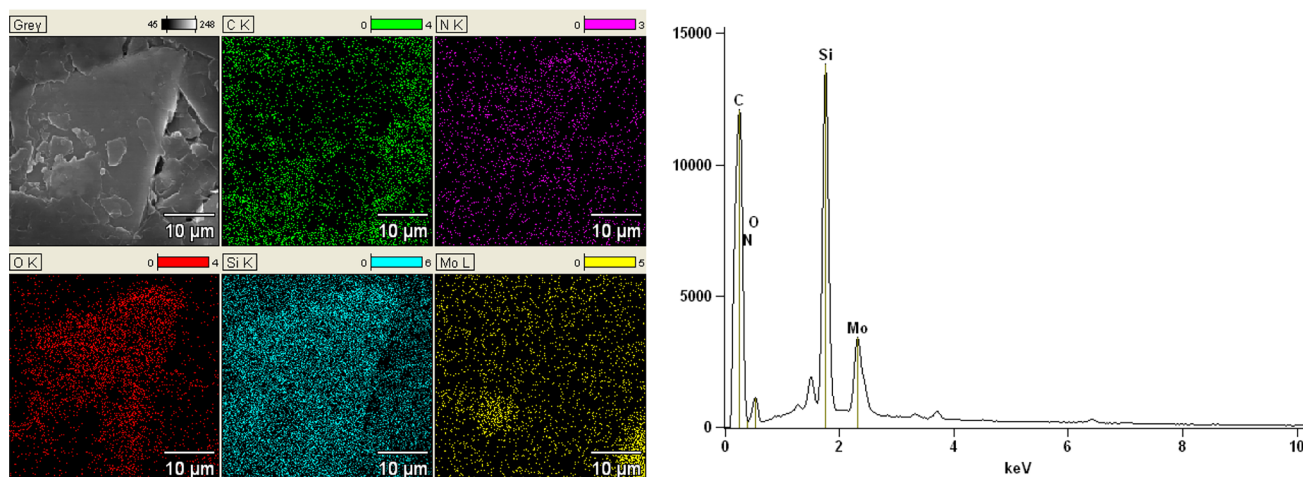 Grey 45 248
C K 0 4
N K 0 3
10 µm
10 µm
10 µm
O K 0 4
Si K 0 6
Mo L 0 5
10 µm
10 µm
10 µm
15000
10000
5000
0
C
O
N
Si
Mo
0 2 4 6 8 10
keV